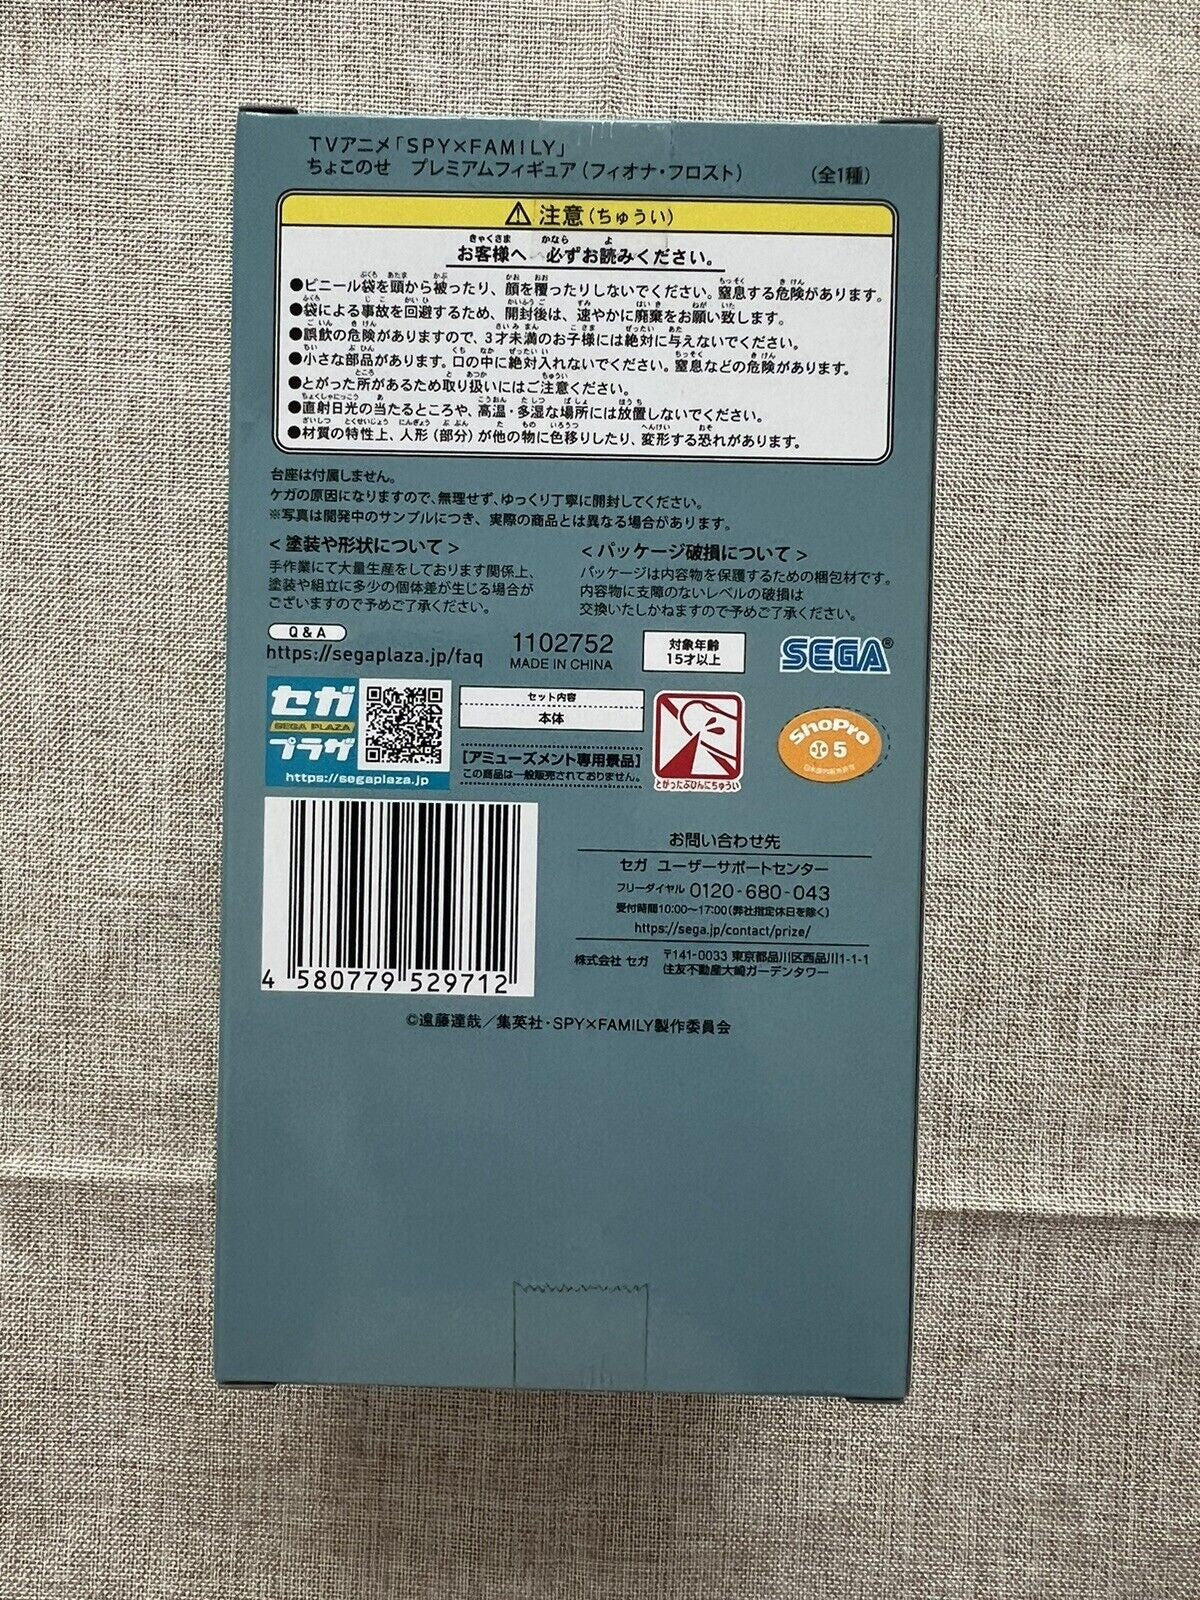 TVアニメ「SPY×FAMILY」
ちょこのせ プレミアムフィギュア(フィオナ・フロスト) (全1種)
⚠ 注意(ちゅうい)
お客様へ 必ずお読みください。
●ビニール袋を頭から被ったり、顔を覆ったりしないでください。窒息する危険があります。
●袋による事故を回避するため、開封後は、速やかに廃棄をお願い致します。
●誤飲の危険がありますので、3才未満のお子様には絶対に与えないでください。
●小さな部品があります。口の中に絶対入れないでください。窒息などの危険があります。
●とがった所があるため取り扱いにはご注意ください。
●直射日光の当たるところや、高温・多湿な場所には放置しないでください。
●材質の特性上、人形(部分)が他の物に色移りしたり、変形する恐れがあります。
台座は付属しません。
ケガの原因になりますので、無理せず、ゆっくり丁寧に開封してください。
※写真は開発中のサンプルにつき、実際の商品とは異なる場合があります。
<塗装や形状について>
手作業にて大量生産をしております関係上、
塗装や組立に多少の個体差が生じる場合が
ございますので予めご了承ください。
<パッケージ破損について>
パッケージは内容物を保護するための梱包材です。
内容物に支障のないレベルの破損は
交換いたしかねますので予めご了承ください。
Q&A
https://segaplaza.jp/faq
1102752
MADE IN CHINA
対象年齢
15才以上
SEGA®
セガ
SEGA PLAZA
プラザ
https://segaplaza.jp
セット内容
本体
[アミューズメント専用景品]
この商品は一般販売されておりません。
とがったぶひんにちゅうい
ShoPro
5
お問い合わせ先
セガ ユーザーサポートセンター
フリーダイヤル 0120-680-043
受付時間10:00〜17:00(弊社指定休日を除く)
https://sega.jp/contact/prize/
株式会社 セガ 〒141-0033 東京都品川区西品川1-1-1
住友不動産大崎ガーデンタワー
4 580779 529712
©遠藤達哉/集英社・SPY×FAMILY製作委員会